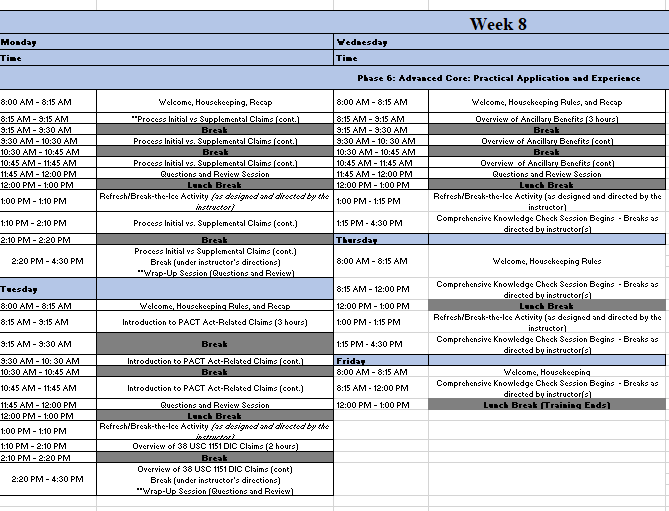 Week 8
Monday
Time
Wednesday
Time
Phase 6: Advanced Core: Practical Application and Experience
8:00 AM - 8:15 AM Welcome, Housekeeping, Recap
8:15 AM - 9:15 AM **Process Initial vs Supplemental Claims (cont.)
9:15 AM - 9:30 AM Break
9:30 AM - 10:30 AM Process Initial vs. Supplemental Claims (cont.)
10:30 AM - 10:45 AM Break
10:45 AM - 11:45 AM Process Initial vs. Supplemental Claims (cont.)
11:45 AM - 12:00 PM Questions and Review Session
12:00 PM - 1:00 PM Lunch Break
1:00 PM - 1:10 PM Refresh/Break-the-Ice Activity (as designed and directed by the
instructor)
1:10 PM - 2:10 PM Process Initial vs. Supplemental Claims (cont.)
2:10 PM - 2:20 PM Break
2:20 PM - 4:30 PM Process Initial vs. Supplemental Claims (cont.)
Break (under instructor's directions)
**Wrap-Up Session (Questions and Review)
Tuesday
8:00 AM - 8:15 AM Welcome, Housekeeping Rules, and Recap
8:15 AM - 9:15 AM Introduction to PACT Act-Related Claims (3 hours)
9:15 AM - 9:30 AM Break
9:30 AM - 10: 30 AM Introduction to PACT Act-Related Claims (cont.)
10:30 AM - 10:45 AM Break
10:45 AM - 11:45 AM Introduction to PACT Act-Related Claims (cont.)
11:45 AM - 12:00 PM Questions and Review Session
12:00 PM - 1:00 PM Lunch Break
1:00 PM - 1:10 PM Refresh/Break-the-Ice Activity (as designed and directed by the
instructor)
1:10 PM - 2:10 PM Overview of 38 USC 1151 DIC Claims (2 hours)
2:10 PM - 2:20 PM Break
2:20 PM - 4:30 PM Overview of 38 USC 1151 DIC Claims (cont)
Break (under instructor's directions)
**Wrap-Up Session (Questions and Review)
8:00 AM - 8:15 AM Welcome, Housekeeping Rules, and Recap
8:15 AM - 9:15 AM Overview of Ancillary Benefits (3 hours)
9:15 AM - 9:30 AM Break
9:30 AM - 10: 30 AM Overview of Ancillary Benefits (cont)
10:30 AM - 10:45 AM Break
10:45 AM - 11:45 AM Overview of Ancillary Benefits (cont)
11:45 AM - 12:00 PM Questions and Review Session
12:00 PM - 1:00 PM Lunch Break
1:00 PM - 1:15 PM Refresh/Break-the-Ice Activity (as designed and directed by the
instructor)
1:15 PM - 4:30 PM Comprehensive Knowledge Check Session Begins - Breaks as
directed by instructor(s)
Thursday
8:00 AM - 8:15 AM Welcome, Housekeeping Rules
8:15 AM - 12:00 PM Comprehensive Knowledge Check Session Begins - Breaks as
directed by instructor(s)
12:00 PM - 1:00 PM Lunch Break
1:00 PM - 1:15 PM Refresh/Break-the-Ice Activity (as designed and directed by the
instructor)
1:15 PM - 4:30 PM Comprehensive Knowledge Check Session Begins - Breaks as
directed by instructor(s)
Friday
8:00 AM - 8:15 AM Welcome, Housekeeping
8:15 AM - 12:00 PM Comprehensive Knowledge Check Session Begins - Breaks as
directed by instructor(s)
12:00 PM - 1:00 PM Lunch Break (Training Ends)